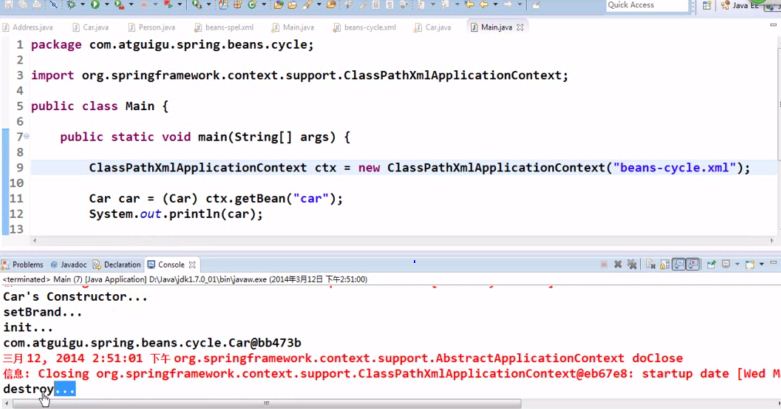 Quick Access
Java EE
Address.java
Car.java
Person.java
beans-spel.xml
Main.java
beans-cycle.xml
Car.java
Main.java
1 package com.atguigu.spring.beans.cycle;
2
3 import org.springframework.context.support.ClassPathXmlApplicationContext;
4
5 public class Main {
6
7 public static void main(String[] args) {
8
9 ClassPathXmlApplicationContext ctx = new ClassPathXmlApplicationContext("beans-cycle.xml");
10
11 Car car = (Car) ctx.getBean("car");
12 System.out.println(car);
13
Problems @ Javadoc Declaration Console
<terminated> Main (7) [Java Application] D:\Java\jdk1.7.0_01\bin\javaw.exe (2014年3月12日 下午2:51:00)
Car's Constructor...
setBrand...
init...
com.atguigu.spring.beans.cycle.Car@bb473b
三月 12, 2014 2:51:01 下午 org.springframework.context.support.AbstractApplicationContext doClose
信息: Closing org.springframework.context.support.ClassPathXmlApplicationContext@eb67e8: startup date [Wed M
destroy...